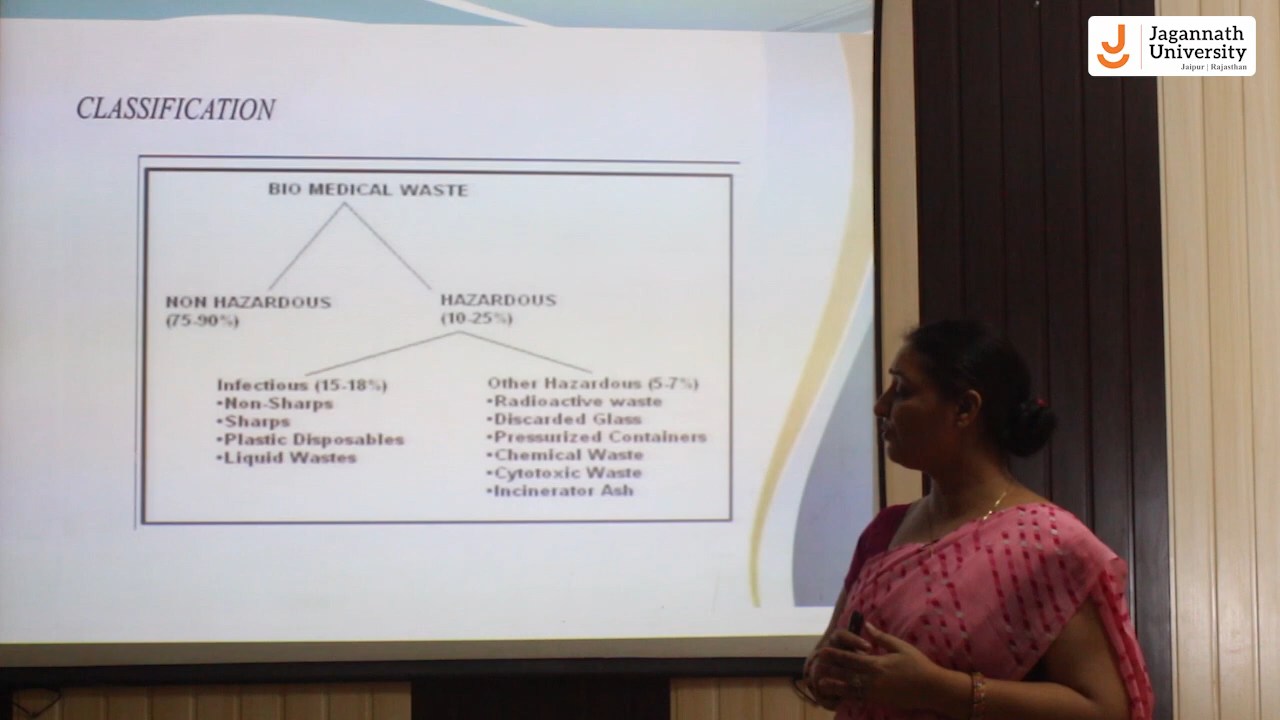 Jagannath
University
Jaipur | Rajasthan
CLASSIFICATION
BIO MEDICAL WASTE
NON HAZARDOUS
(75-90%)
HAZARDOUS
(10-25%)
Infectious (15-18%)
•Non-Sharps
•Sharps
•Plastic Disposables
•Liquid Wastes
Other Hazardous (5-7%)
•Radioactive waste
•Discarded Glass
•Pressurized Containers
•Chemical Waste
•Cytotoxic Waste
•Incinerator Ash